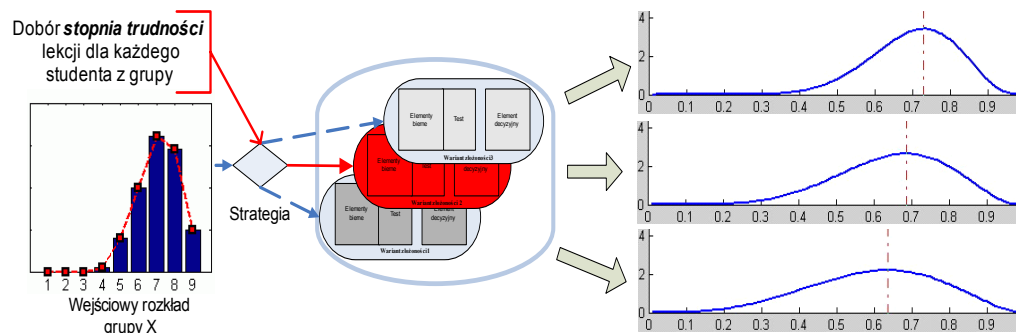 Dobór stopnia trudności
lekcji dla każdego
studenta z grupy
1 2 3 4 5 6 7 8 9
Wejściowy rozkład
grupy X
Strategia
Elementy
bierne
Test
Element
decyzyjny
Wariant złożoności3
Elementy
bierne
Test
decyzyjny
Wariant złożoności 2
Elementy
bierne
Test
decyzyjny
Wariant złożoności1
4
2
0
0 0.1 0.2 0.3 0.4 0.5 0.6 0.7 0.8 0.9
4
2
0
0 0.1 0.2 0.3 0.4 0.5 0.6 0.7 0.8 0.9
4
2
0
0 0.1 0.2 0.3 0.4 0.5 0.6 0.7 0.8 0.9